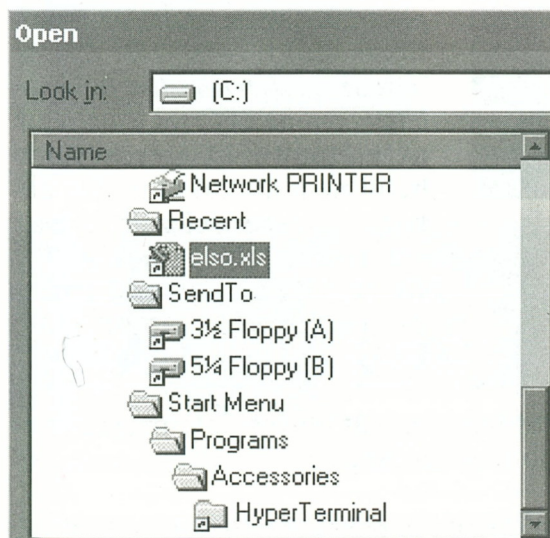 Open
Look in: (C:)
Name
Network PRINTER
Recent
elso.xls
SendTo
3½ Floppy (A)
5¼ Floppy (B)
Start Menu
Programs
Accessories
HyperTerminal